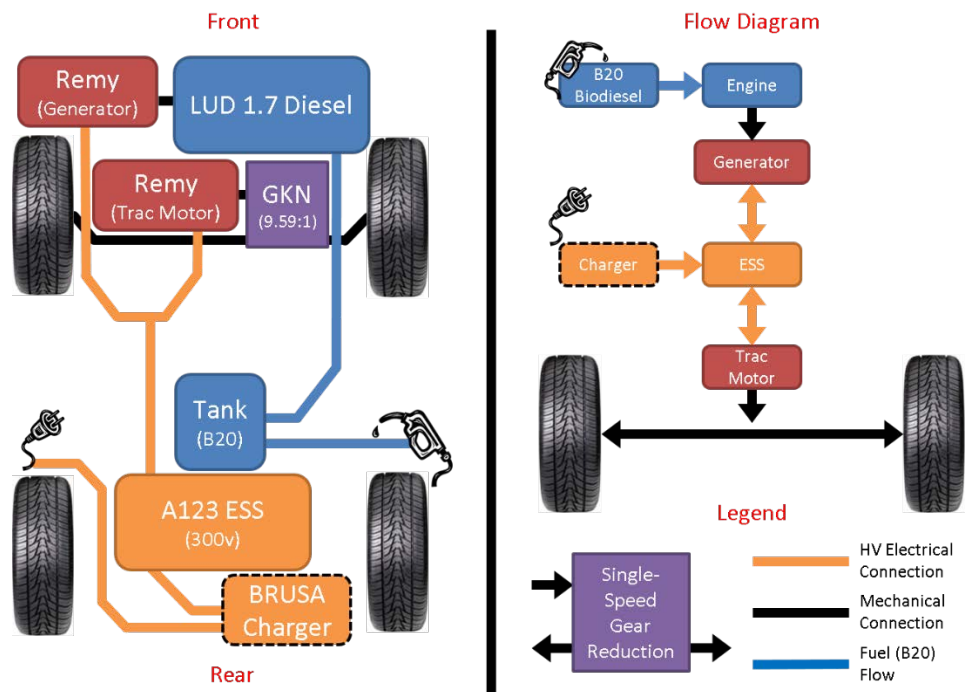 Front
Remy
(Generator)
LUD 1.7 Diesel
Remy
(Trac Motor)
GKN
(9.59:1)
Tank
(B20)
A123 ESS
(300v)
BRUSA
Charger
Rear
Flow Diagram
B20
Biodiesel
Engine
Generator
Charger
ESS
Trac
Motor
Legend
Single-
Speed
Gear
Reduction
HV Electrical
Connection
Mechanical
Connection
Fuel (B20)
Flow